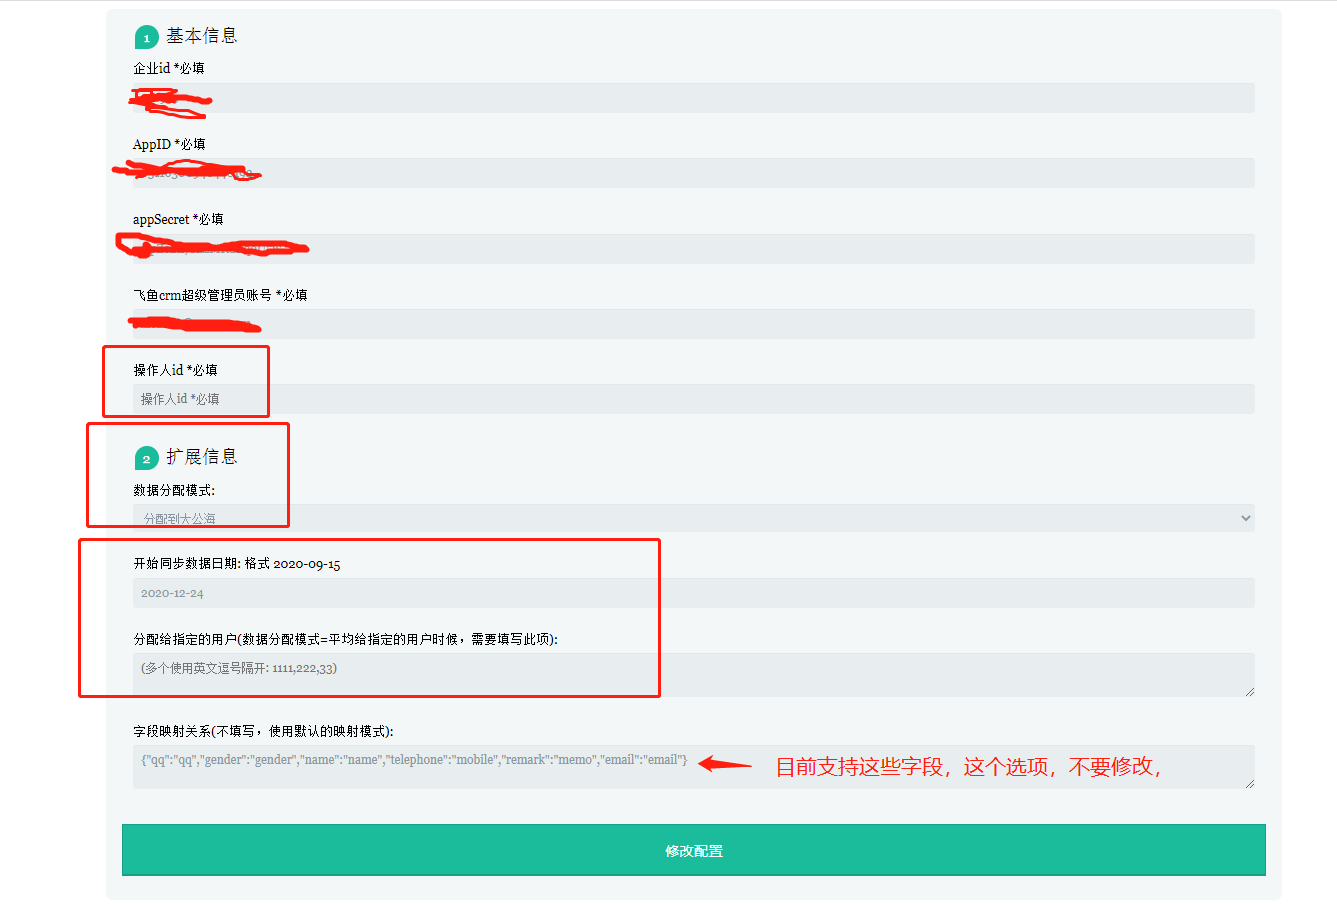 1 基本信息
企业id *必填
AppID *必填
appSecret *必填
飞鱼crm超级管理员账号 *必填
操作人id *必填
操作人id *必填
2 扩展信息
数据分配模式:
分配到大公海
开始同步数据日期: 格式 2020-09-15
2020-12-24
分配给指定的用户(数据分配模式=平均给指定的用户时候，需要填写此项):
(多个使用英文逗号隔开: 1111,222,33)
字段映射关系(不填写，使用默认的映射模式):
{"qq":"qq","gender":"gender","name":"name","telephone":"mobile","remark":"memo","email":"email"}
目前支持这些字段，这个选项，不要修改，
修改配置